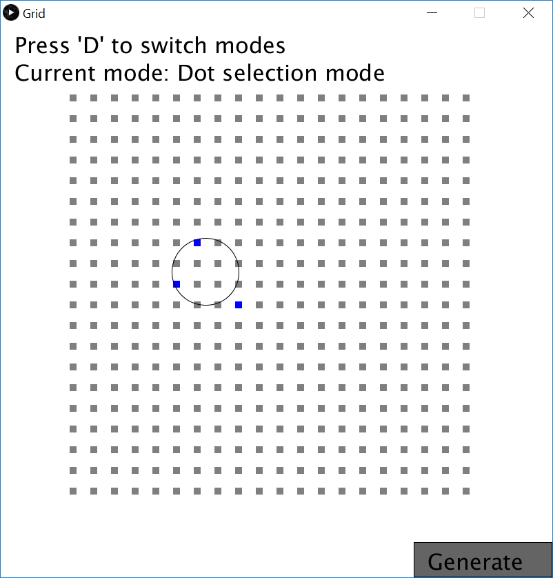 Grid
Press 'D' to switch modes
Current mode: Dot selection mode
Generate